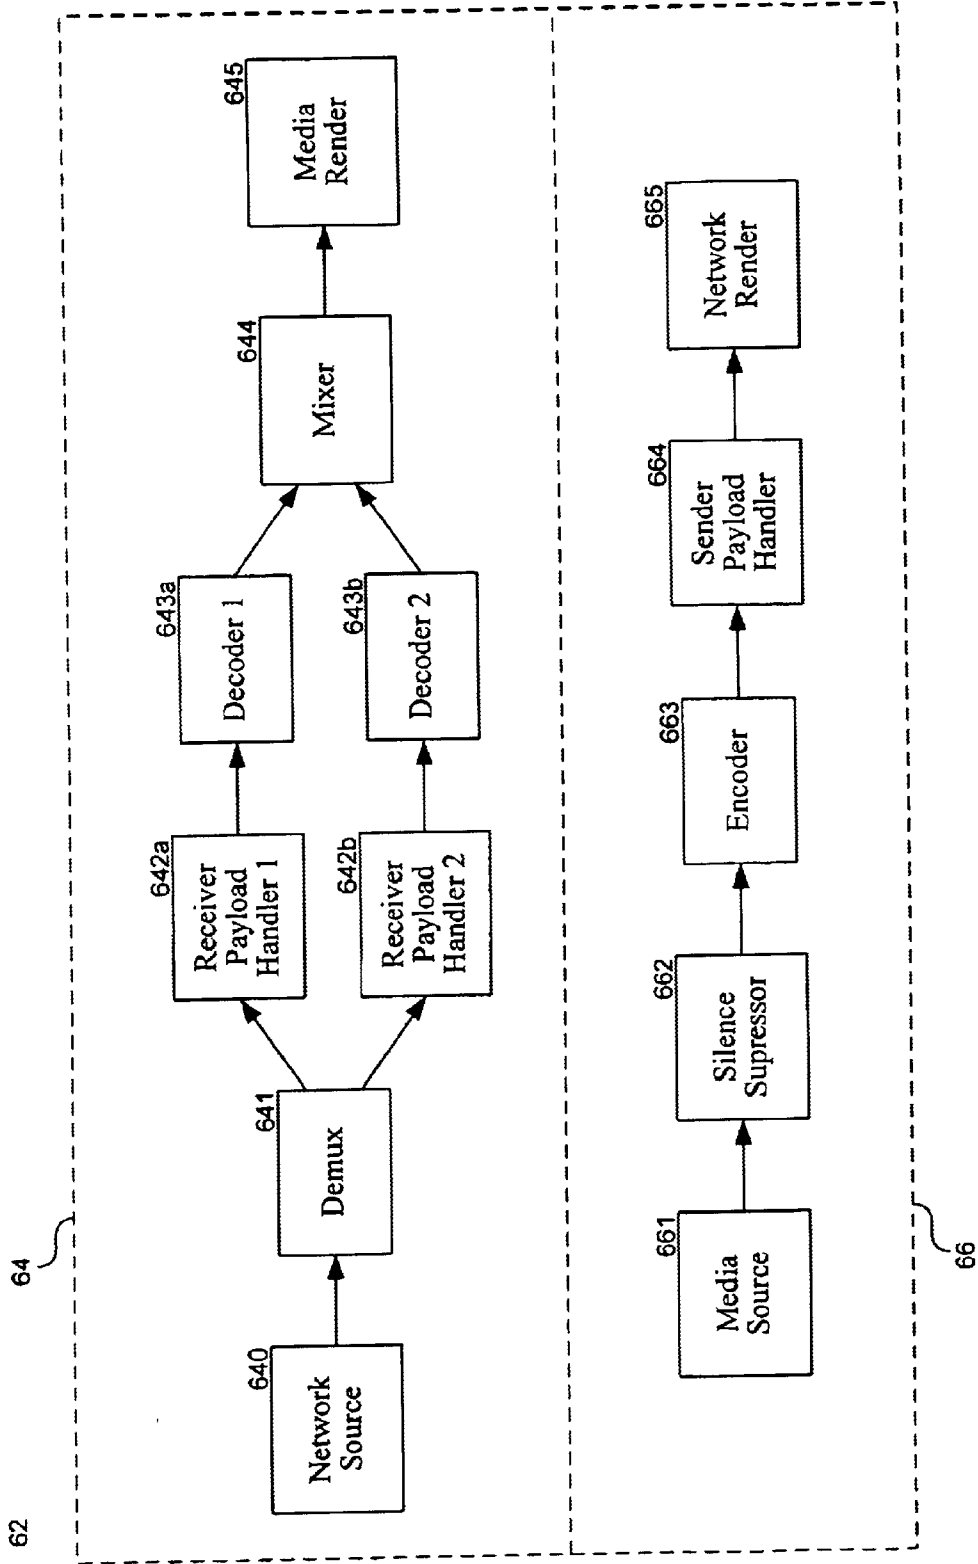 62
64
640
Network
Source
641
Demux
642a
Receiver
Payload
Handler 1
642b
Receiver
Payload
Handler 2
643a
Decoder 1
643b
Decoder 2
644
Mixer
645
Media
Render
661
Media
Source
662
Silence
Supressor
663
Encoder
664
Sender
Payload
Handler
665
Network
Render
66